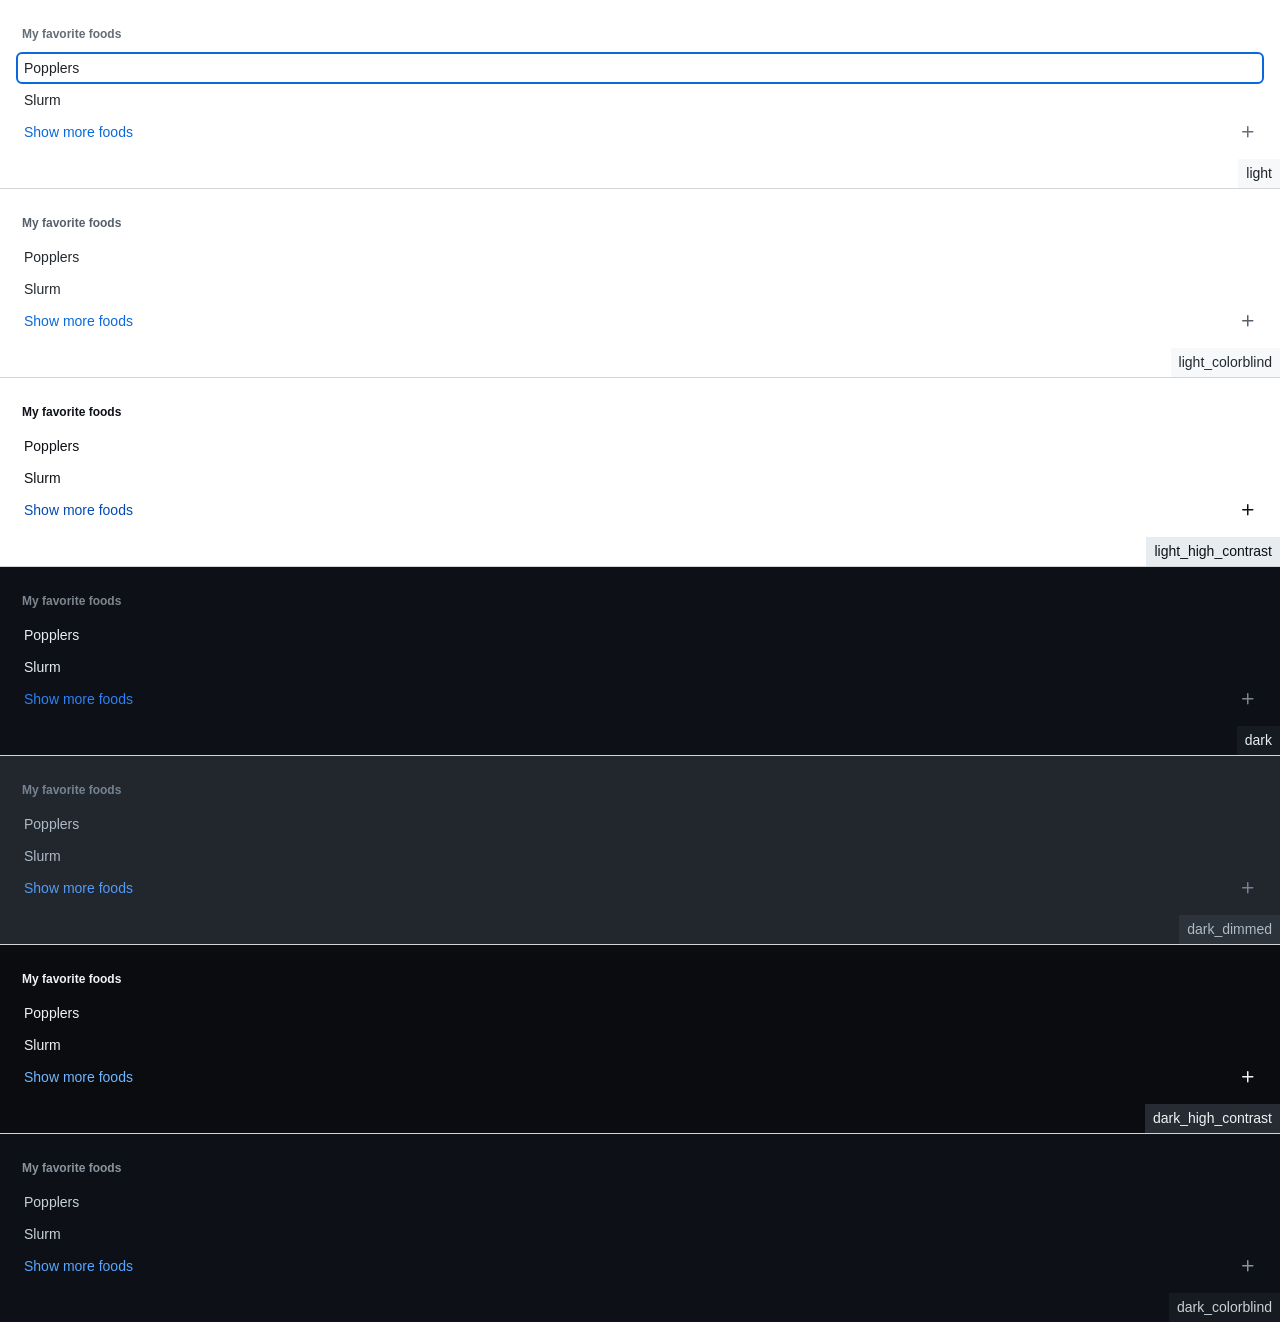 My favorite foods
Popplers
Slurm
Show more foods
light
My favorite foods
Popplers
Slurm
Show more foods
light_colorblind
My favorite foods
Popplers
Slurm
Show more foods
light_high_contrast
My favorite foods
Popplers
Slurm
Show more foods
dark
My favorite foods
Popplers
Slurm
Show more foods
dark_dimmed
My favorite foods
Popplers
Slurm
Show more foods
dark_high_contrast
My favorite foods
Popplers
Slurm
Show more foods
dark_colorblind